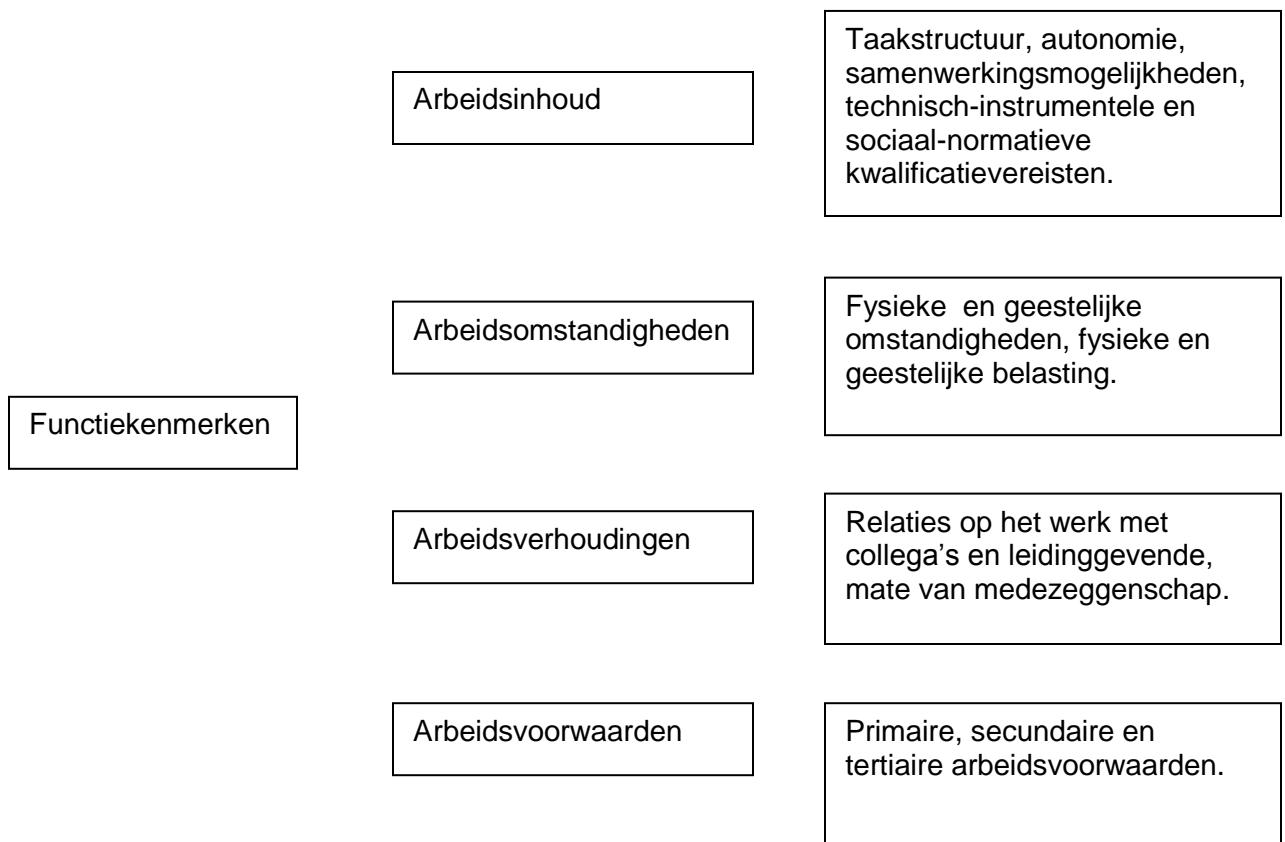 Taakstructuur, autonomie,
samenwerkingsmogelijkheden,
technisch-instrumentele en
sociaal-normatieve
kwalificatievereisten.
Arbeidsinhoud
Fysieke  en geestelijke
omstandigheden, fysieke en
geestelijke belasting.
Arbeidsomstandigheden
Functiekenmerken
Relaties op het werk met
collega’s en leidinggevende,
mate van medezeggenschap.
Arbeidsverhoudingen
Arbeidsvoorwaarden
Primaire, secundaire en
tertiaire arbeidsvoorwaarden.